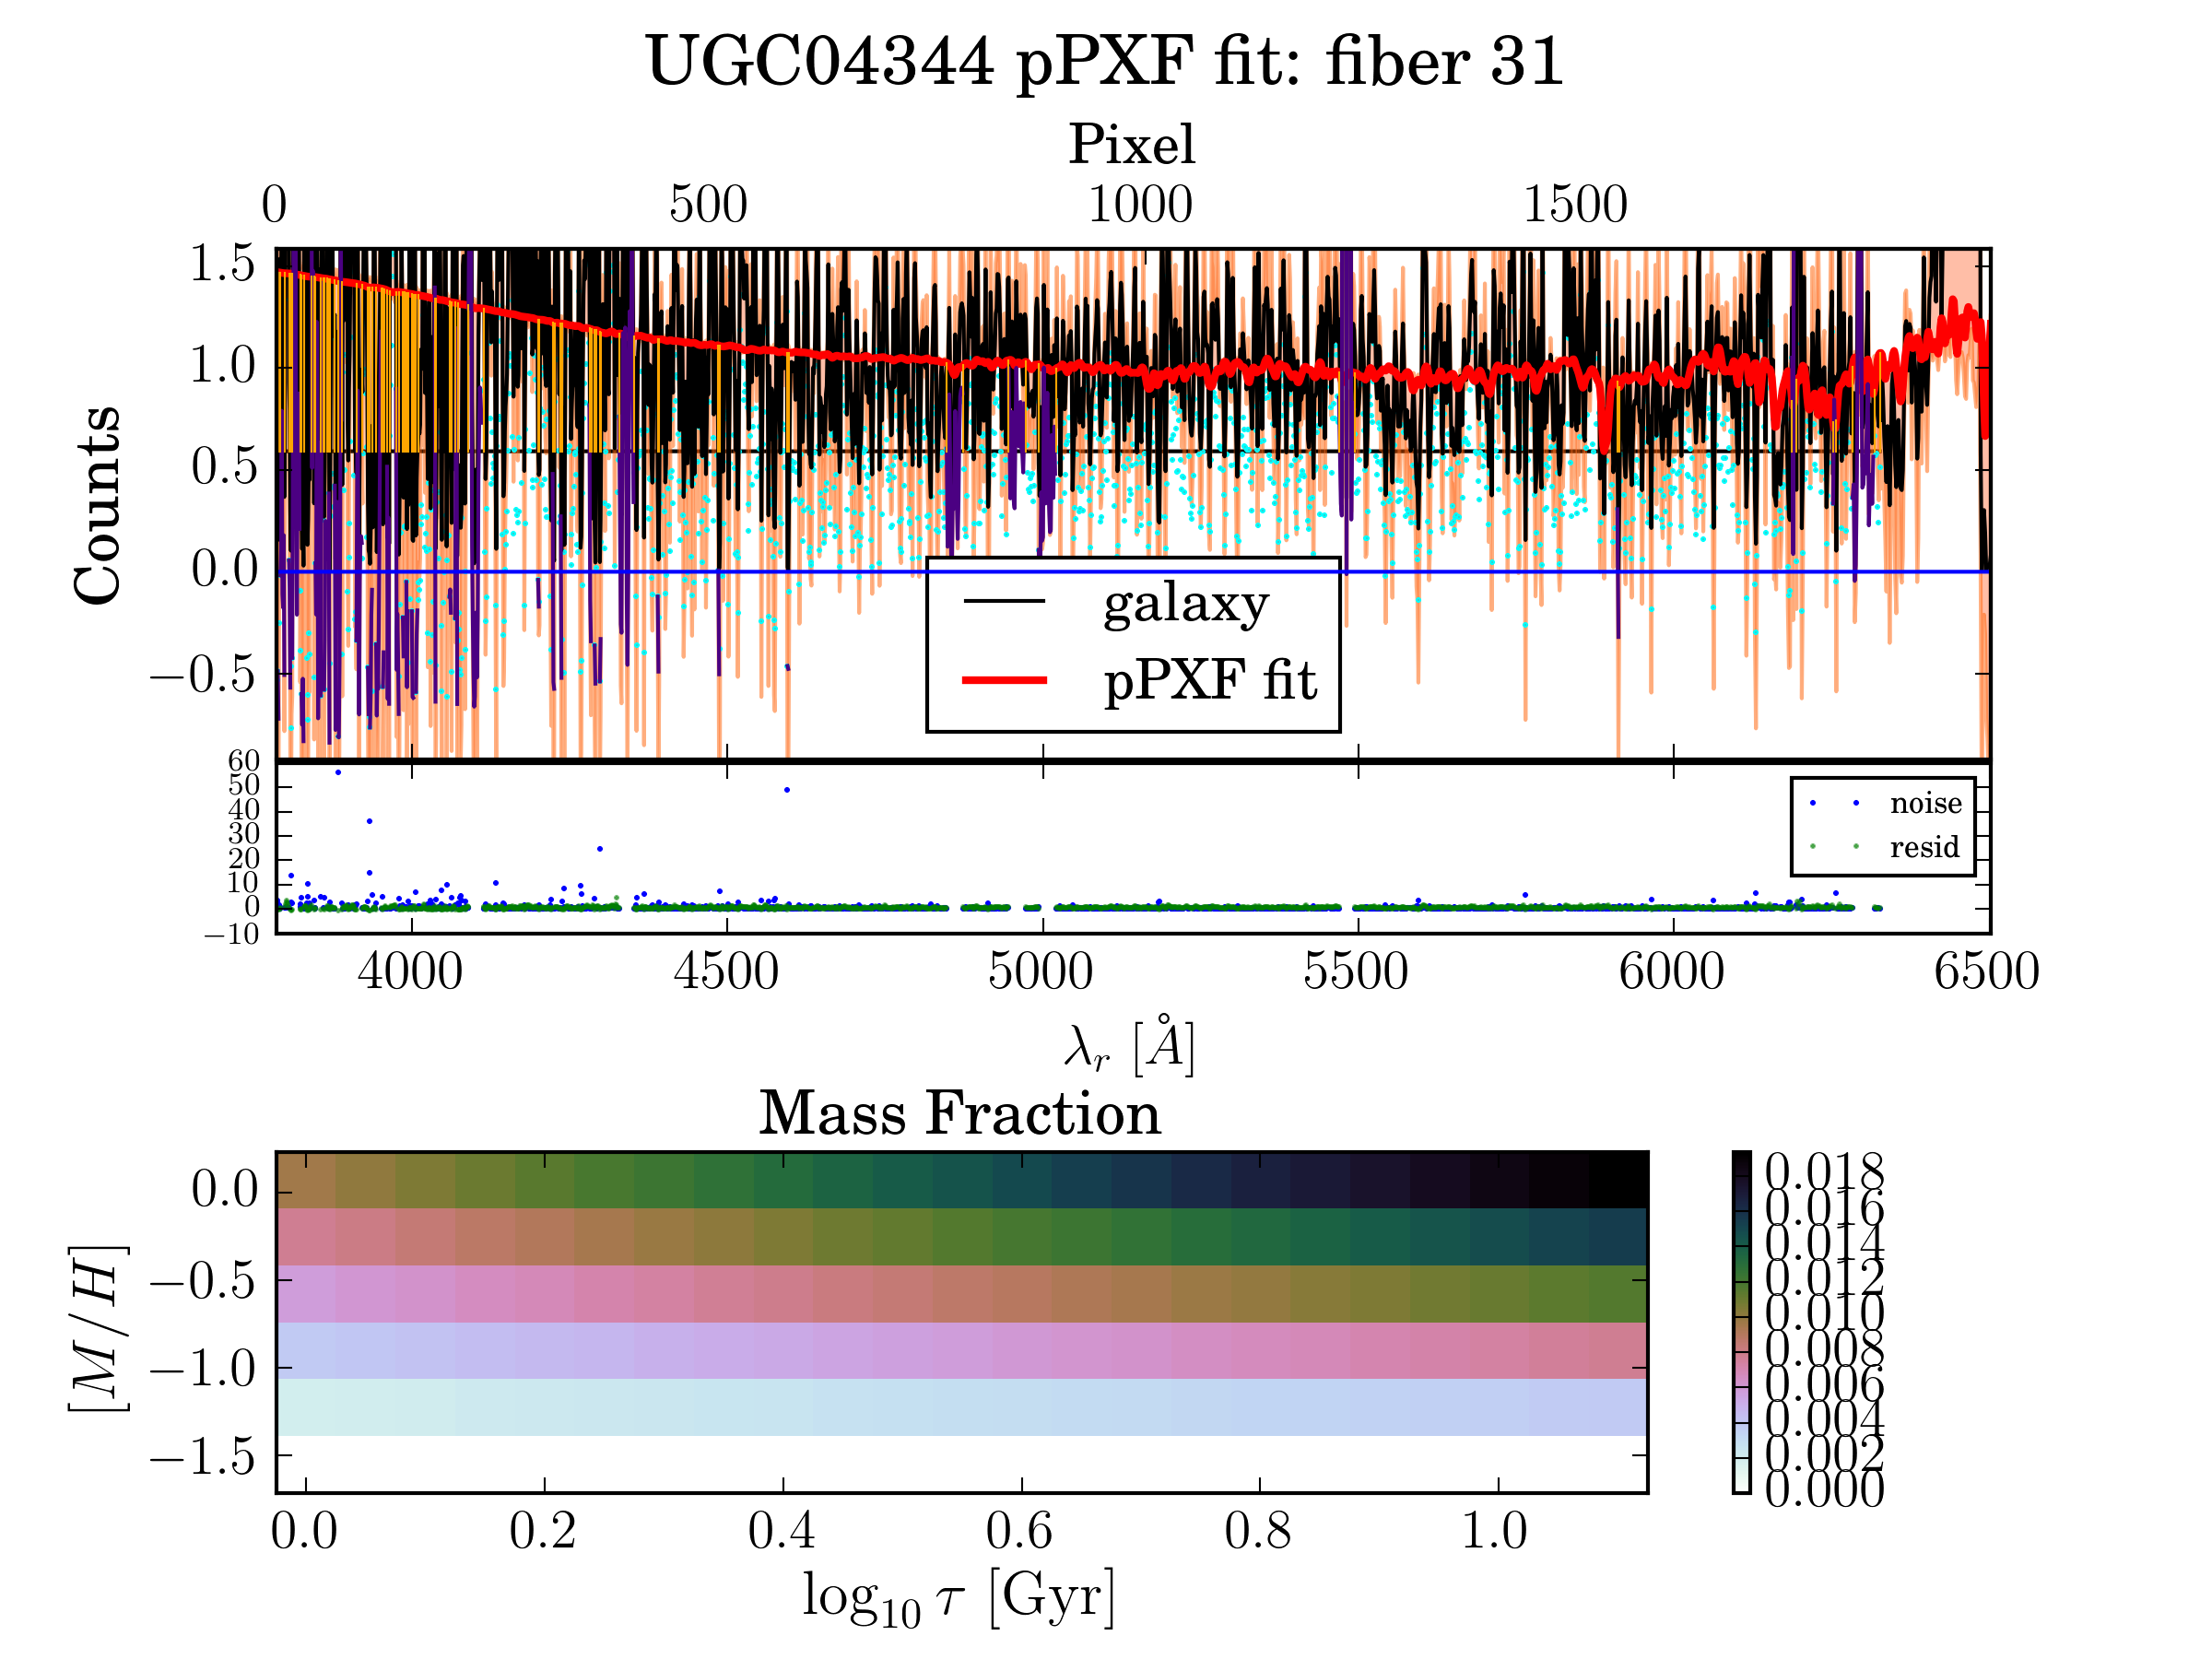 UGC04344 pPXF fit: fiber 31
Pixel
0 500 1000 1500
1.5
1.0
0.5
0.0
−0.5
Counts
galaxy
pPXF fit
60
50
40
30
20
10
0
−10
noise
resid
4000 4500 5000 5500 6000 6500
λr [Å]
Mass Fraction
0.0
−0.5
−1.0
−1.5
[M/H]
0.018
0.016
0.014
0.012
0.010
0.008
0.006
0.004
0.002
0.000
0.0 0.2 0.4 0.6 0.8 1.0
log10 τ [Gyr]